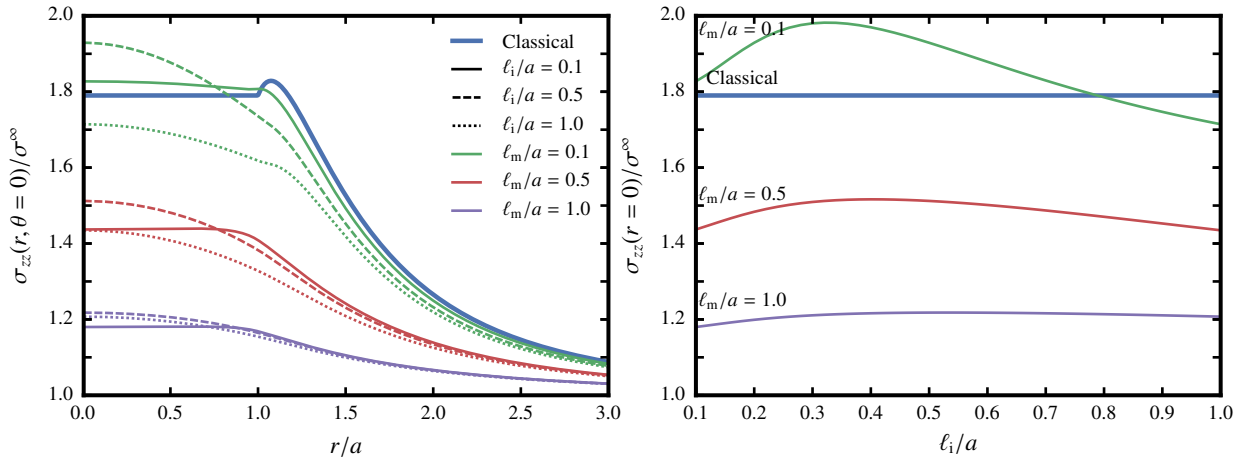 σzz(r, θ = 0)/σ∞
2.0
1.8
1.6
1.4
1.2
1.0
0.0 0.5 1.0 1.5 2.0 2.5 3.0
r/a
Classical
ℓi/a = 0.1
ℓi/a = 0.5
ℓi/a = 1.0
ℓm/a = 0.1
ℓm/a = 0.5
ℓm/a = 1.0
σzz(r = 0)/σ∞
2.0
1.8
1.6
1.4
1.2
1.0
0.1 0.2 0.3 0.4 0.5 0.6 0.7 0.8 0.9 1.0
ℓi/a
ℓm/a = 0.1
Classical
ℓm/a = 0.5
ℓm/a = 1.0